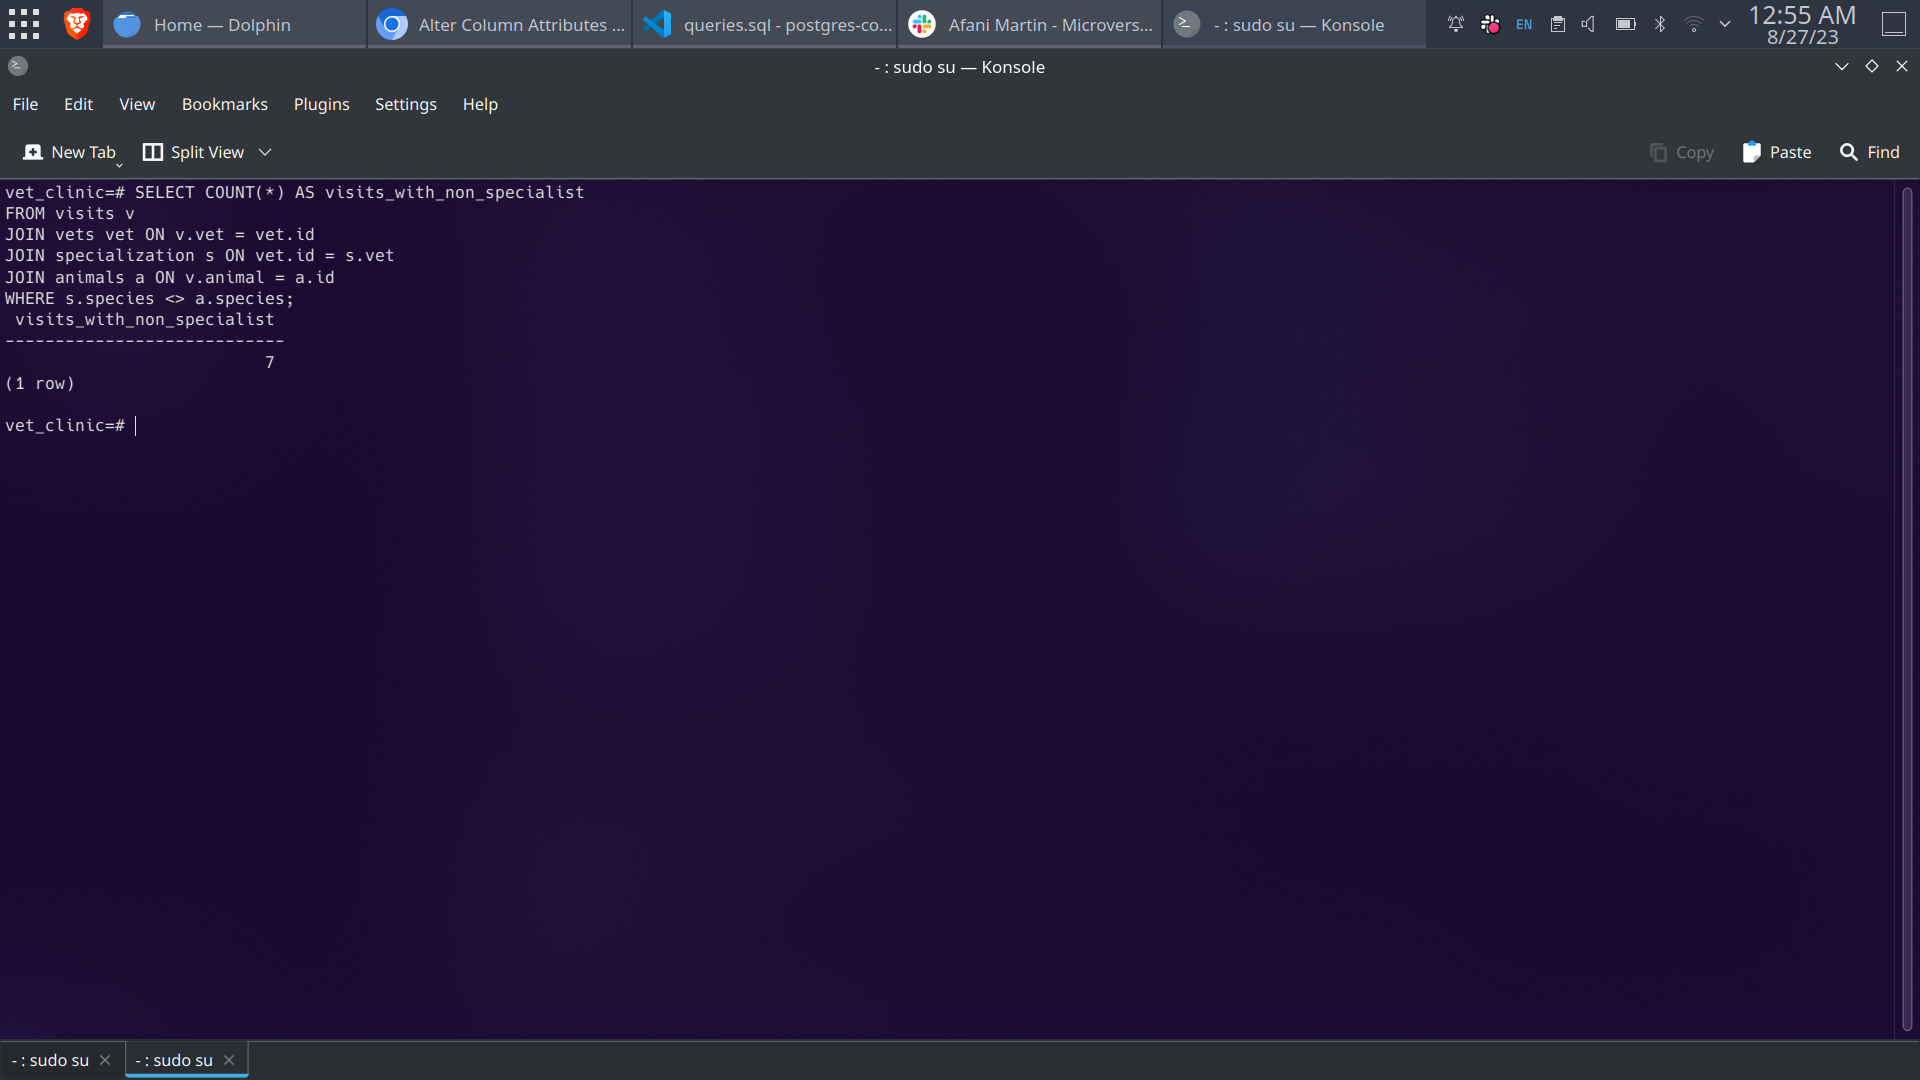 Home — Dolphin
Alter Column Attributes ...
queries.sql - postgres-co...
Afani Martin - Microvers...
- : sudo su — Konsole
EN
12:55 AM
8/27/23
- : sudo su — Konsole
File Edit View Bookmarks Plugins Settings Help
New Tab Split View Copy Paste Find
vet_clinic=# SELECT COUNT(*) AS visits_with_non_specialist
FROM visits v
JOIN vets vet ON v.vet = vet.id
JOIN specialization s ON vet.id = s.vet
JOIN animals a ON v.animal = a.id
WHERE s.species <> a.species;
visits_with_non_specialist
----------------------------
7
(1 row)
vet_clinic=#
- : sudo su - : sudo su